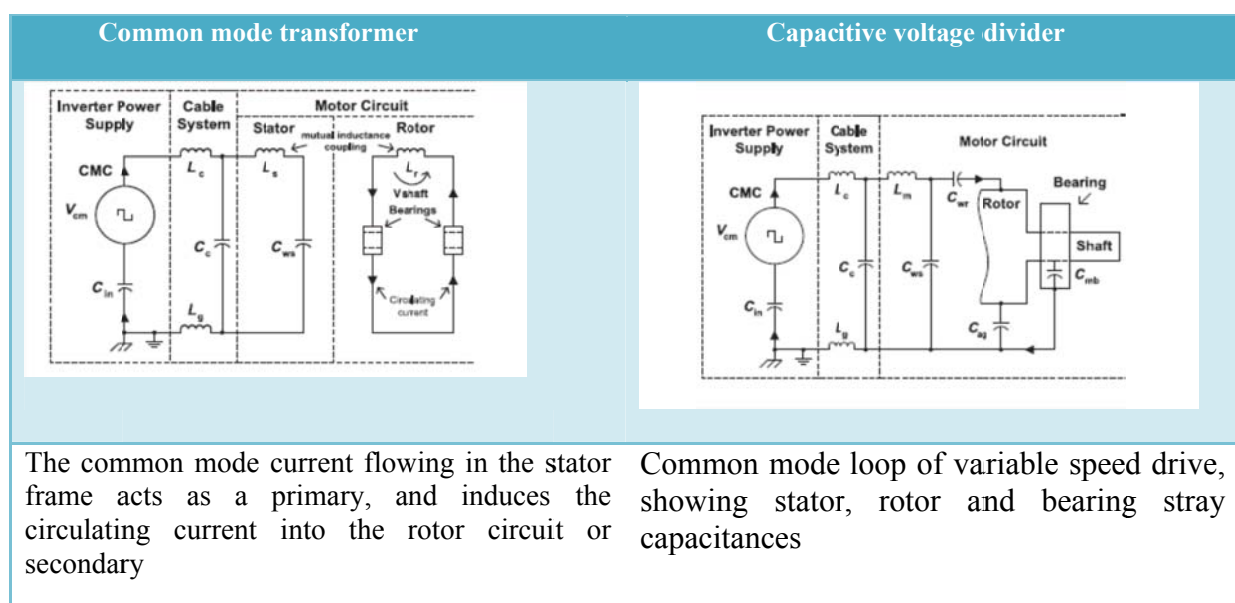 Common mode transformer
Capacitive voltage divider
Inverter Power
Supply
Cable
System
Motor Circuit
Stator
mutual inductance
coupling
Rotor
CMC
Lc
Ls
Lr
Vshaft
Bearings
Vcm
Cc
Cws
Cin
Circulating
current
Lg
Inverter Power
Supply
Cable
System
Motor Circuit
CMC
Lc
Lm
Cwr
Rotor
Bearing
Shaft
Vcm
Cc
Cws
Cmb
Cin
Lg
Cag
The common mode current flowing in the stator
frame acts as a primary, and induces the
circulating current into the rotor circuit or
secondary
Common mode loop of variable speed drive,
showing stator, rotor and bearing stray
capacitances